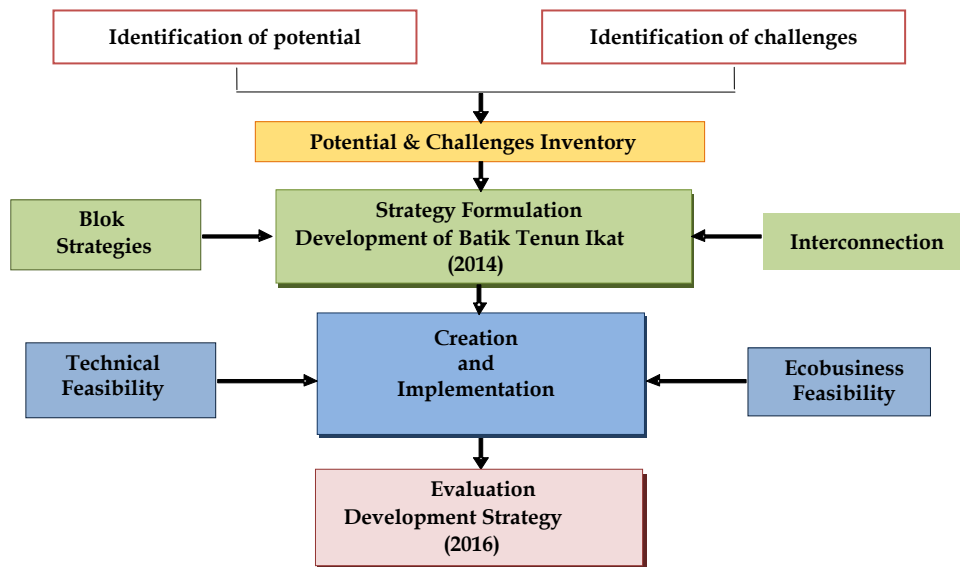 Identification of potential
Identification of challenges
Potential & Challenges Inventory
Blok
Strategies
Strategy Formulation
Development of Batik Tenun Ikat
(2014)
Interconnection
Technical
Feasibility
Creation
and
Implementation
Ecobusiness
Feasibility
Evaluation
Development Strategy
(2016)